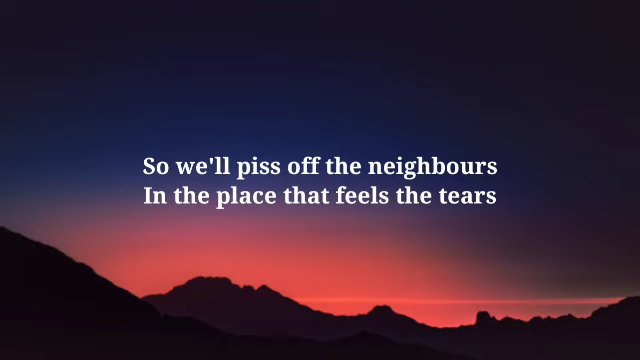 So we'll piss off the neighbours
In the place that feels the tears